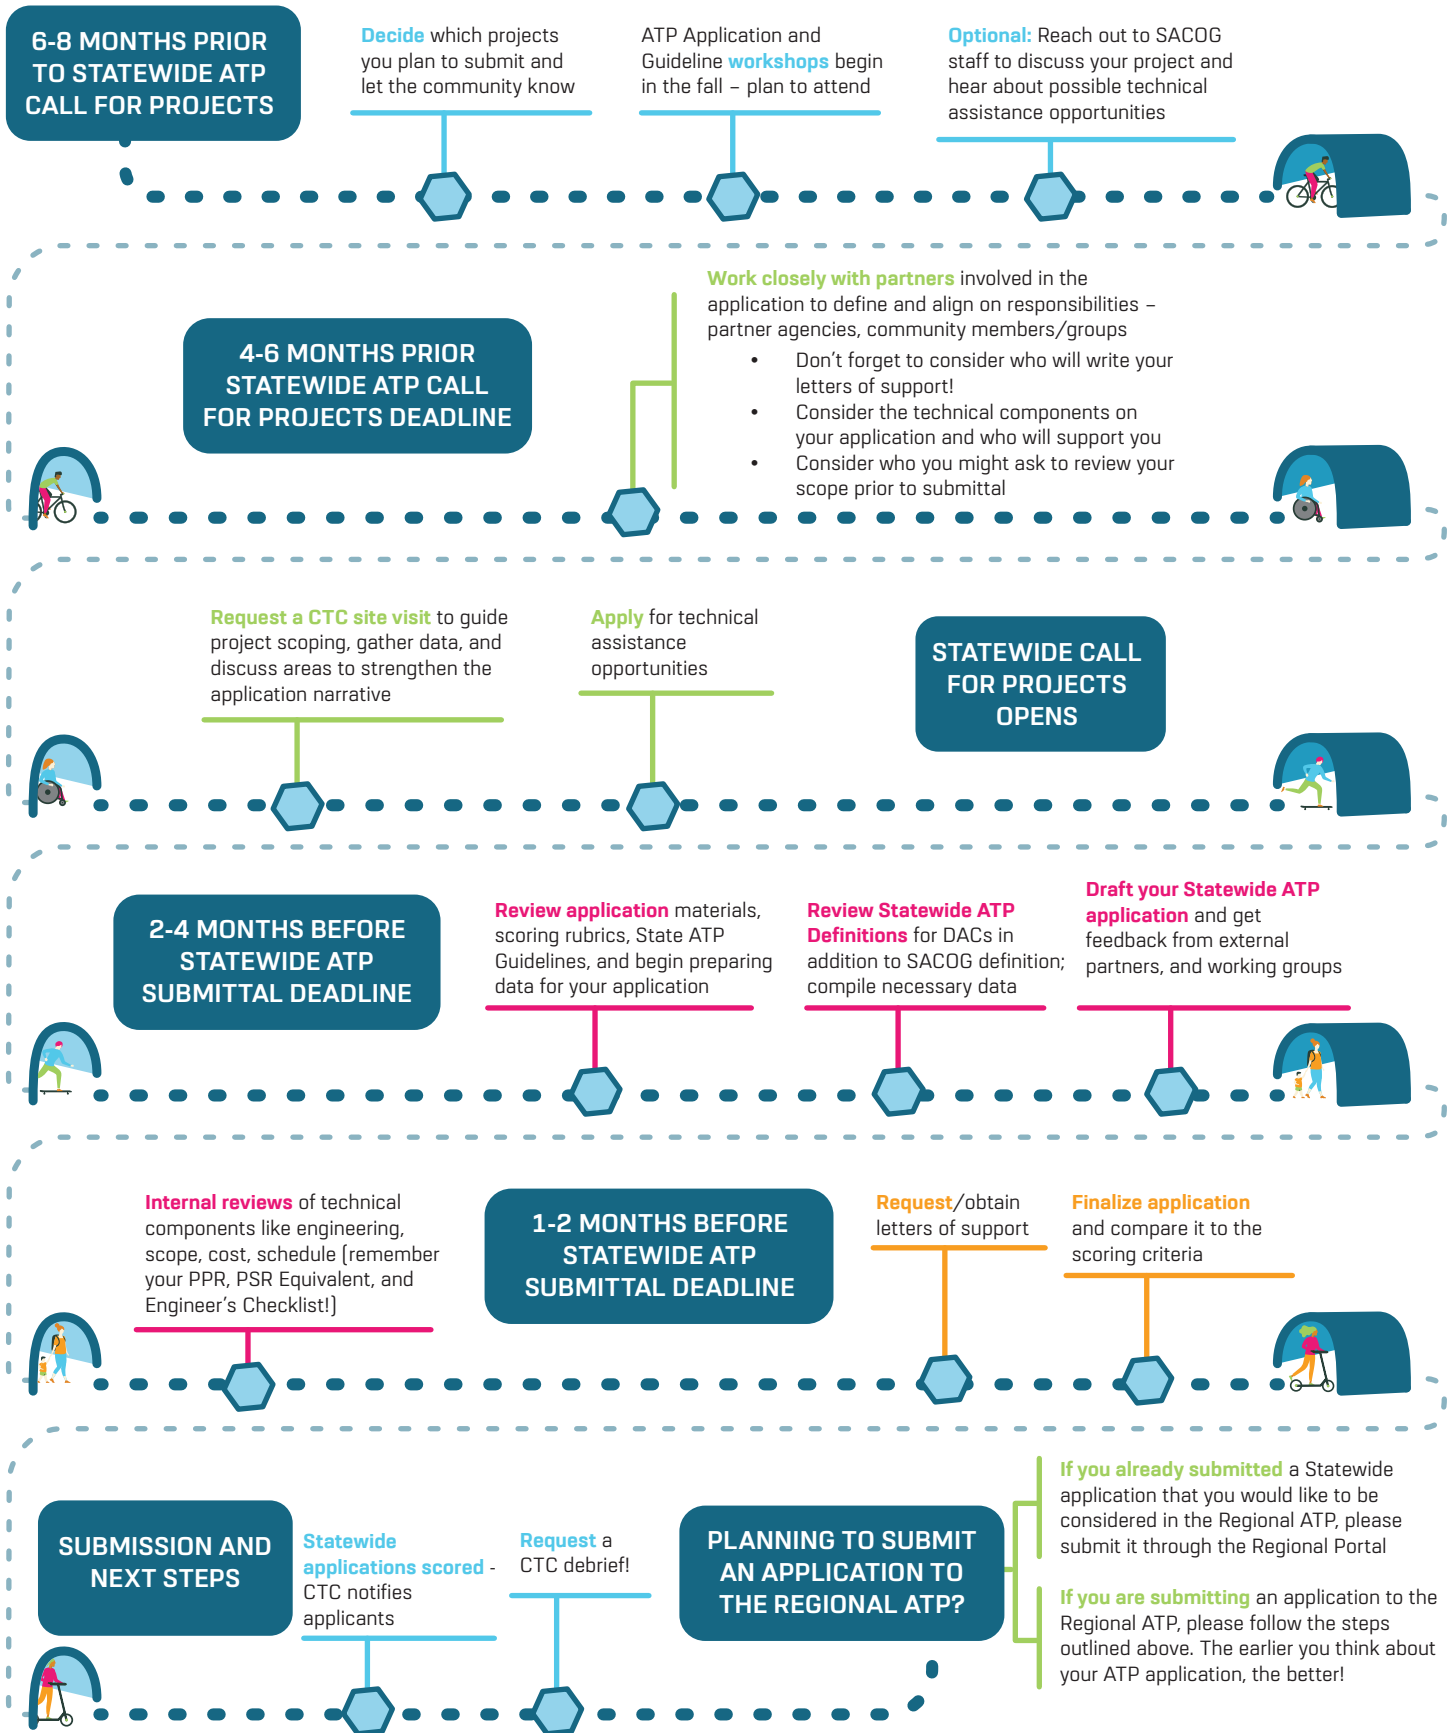 6-8 MONTHS PRIOR
TO STATEWIDE ATP
CALL FOR PROJECTS
Decide which projects
you plan to submit and
let the community know
ATP Application and
Guideline workshops begin
in the fall – plan to attend
Optional: Reach out to SACOG
staff to discuss your project and
hear about possible technical
assistance opportunities
4-6 MONTHS PRIOR
STATEWIDE ATP CALL
FOR PROJECTS DEADLINE
Work closely with partners involved in the
application to define and align on responsibilities –
partner agencies, community members/groups
• Don't forget to consider who will write your
letters of support!
• Consider the technical components on
your application and who will support you
• Consider who you might ask to review your
scope prior to submittal
Request a CTC site visit to guide
project scoping, gather data, and
discuss areas to strengthen the
application narrative
Apply for technical
assistance
opportunities
STATEWIDE CALL
FOR PROJECTS
OPENS
2-4 MONTHS BEFORE
STATEWIDE ATP
SUBMITTAL DEADLINE
Review application materials,
scoring rubrics, State ATP
Guidelines, and begin preparing
data for your application
Review Statewide ATP
Definitions for DACs in
addition to SACOG definition;
compile necessary data
Draft your Statewide ATP
application and get
feedback from external
partners, and working groups
Internal reviews of technical
components like engineering,
scope, cost, schedule (remember
your PPR, PSR Equivalent, and
Engineer's Checklist!)
1-2 MONTHS BEFORE
STATEWIDE ATP
SUBMITTAL DEADLINE
Request/obtain
letters of support
Finalize application
and compare it to the
scoring criteria
SUBMISSION AND
NEXT STEPS
Statewide
applications scored -
CTC notifies
applicants
Request a
CTC debrief!
PLANNING TO SUBMIT
AN APPLICATION TO
THE REGIONAL ATP?
If you already submitted a Statewide
application that you would like to be
considered in the Regional ATP, please
submit it through the Regional Portal
If you are submitting an application to the
Regional ATP, please follow the steps
outlined above. The earlier you think about
your ATP application, the better!